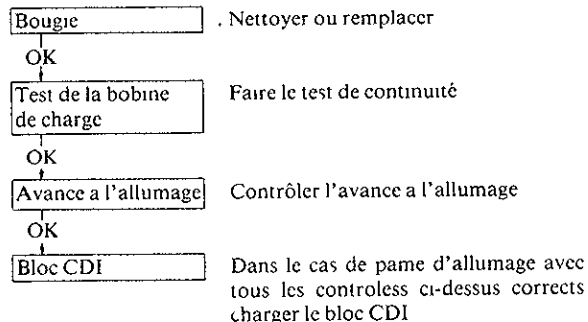 Bougie
. Nettoyer ou remplacer
OK
Test de la bobine
de charge
Faire le test de continuité
OK
Avance a l'allumage
Contrôler l'avance a l'allumage
OK
Bloc CDI
Dans le cas de pame d'allumage avec
tous les controless ci-dessus corrects
charger le bloc CDI